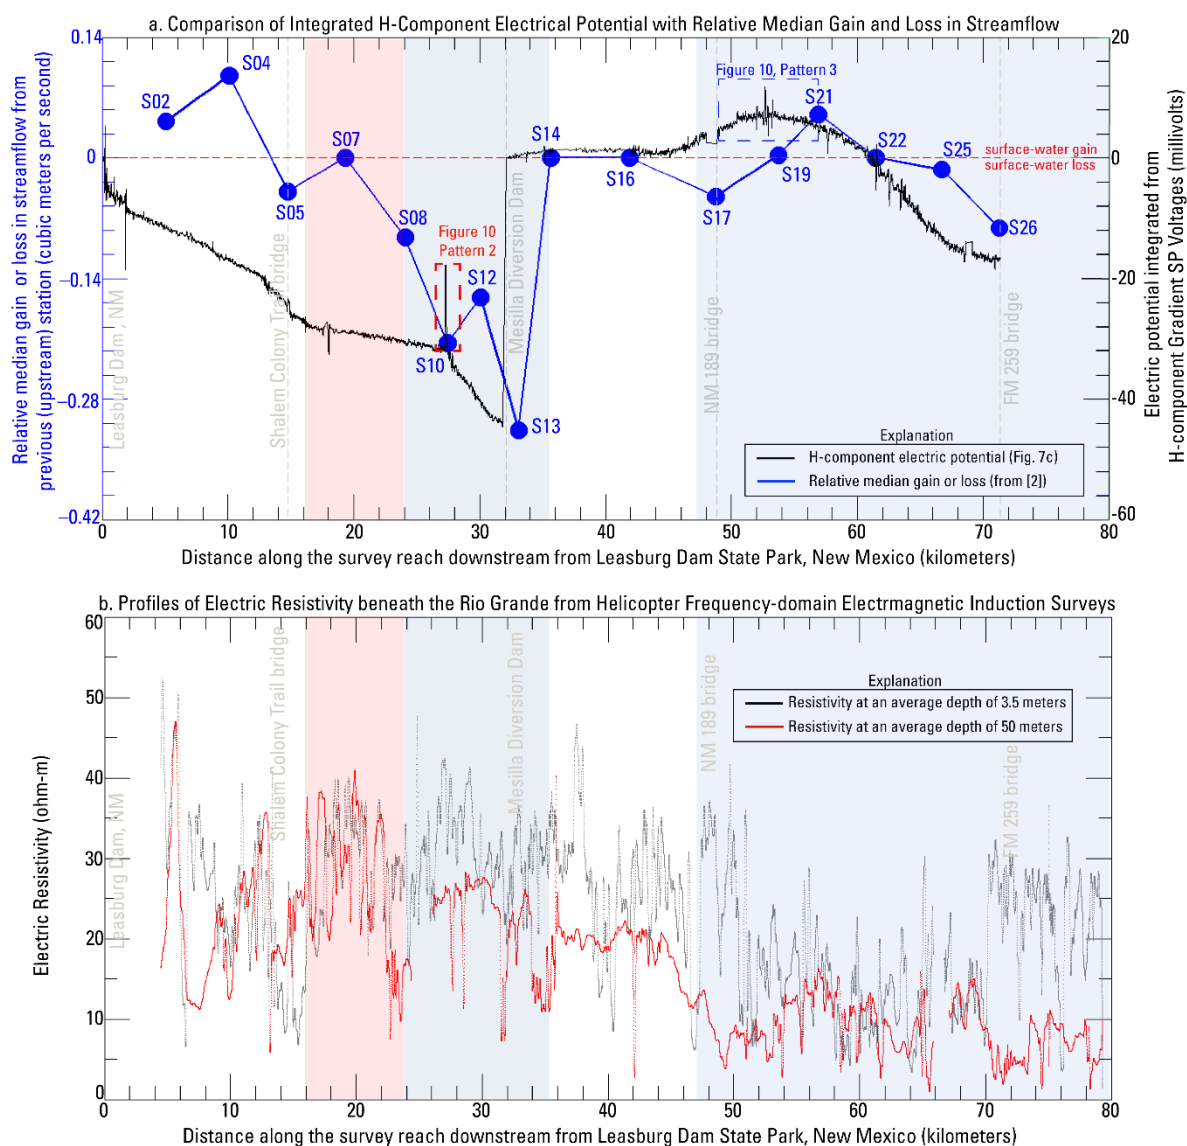 a. Comparison of Integrated H-Component Electrical Potential with Relative Median Gain and Loss in Streamflow
Relative median gain or loss in streamflow from
previous (upstream) station (cubic meters per second)
0.14
0
−0.14
−0.28
−0.42
20
0
-20
-40
-60
Electric potential integrated from
H-component Gradient SP Voltages (millivolts)
S02
S04
S05
S07
S08
S10
S12
S13
S14
S16
S17
S19
S21
S22
S25
S26
Figure 10
Pattern 2
Figure 10, Pattern 3
surface-water gain
surface-water loss
Leasburg Dam, NM
Shalem Colony Trail bridge
Mesilla Diversion Dam
NM 189 bridge
FM 259 bridge
Explanation
H-component electric potential (Fig. 7c)
Relative median gain or loss (from [2])
0 10 20 30 40 50 60 70 80
Distance along the survey reach downstream from Leasburg Dam State Park, New Mexico (kilometers)
b. Profiles of Electric Resistivity beneath the Rio Grande from Helicopter Frequency-domain Electrmagnetic Induction Surveys
Electric Resistivity (ohm-m)
60
50
40
30
20
10
0
Leasburg Dam, NM
Shalem Colony Trail bridge
Mesilla Diversion Dam
NM 189 bridge
FM 259 bridge
Explanation
Resistivity at an average depth of 3.5 meters
Resistivity at an average depth of 50 meters
0 10 20 30 40 50 60 70 80
Distance along the survey reach downstream from Leasburg Dam State Park, New Mexico (kilometers)